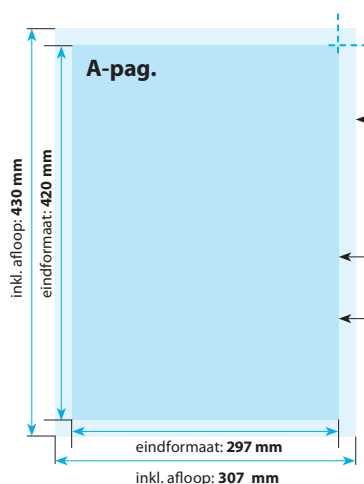 A-pag.
inkl. afloop: 430 mm
eindformaat: 420 mm
eindformaat: 297 mm
inkl. afloop: 307 mm